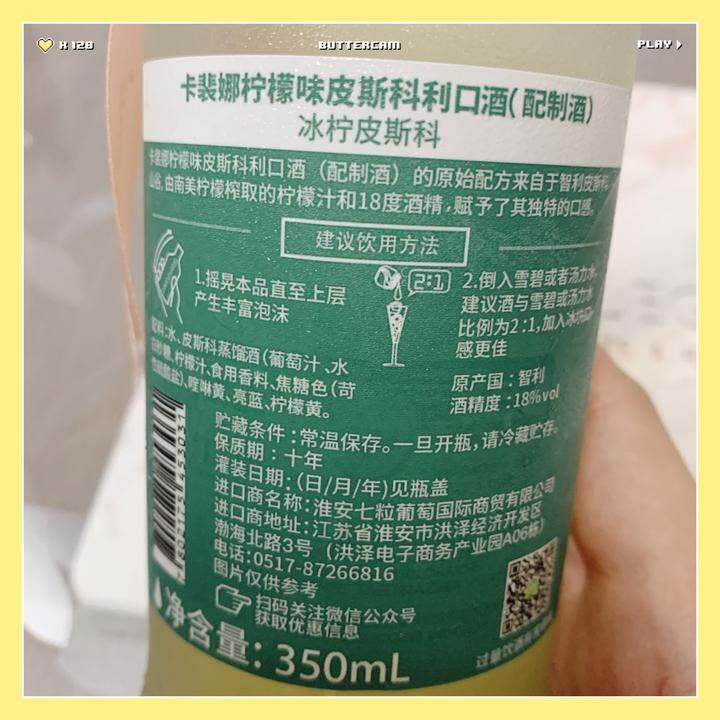 X 128
BUTTERCAM
PLAY
卡裴娜柠檬味皮斯科利口酒(配制酒)
冰柠皮斯科
卡裴娜柠檬味皮斯科利口酒（配制酒）的原始配方来自于智利皮斯科
山谷,由南美柠檬榨取的柠檬汁和18度酒精,赋予了其独特的口感。
建议饮用方法
1.摇晃本品直至上层
产生丰富泡沫
2:1
2.倒入雪碧或者汤力水,
建议酒与雪碧或汤力水
比例为2:1,加入冰块口
感更佳
配料:水、皮斯科蒸馏酒(葡萄汁、水
白砂糖、柠檬汁、食用香料、焦糖色(苛
性硫酸盐)、喹啉黄、亮蓝、柠檬黄。
原产国:智利
酒精度:18%vol
贮藏条件:常温保存。一旦开瓶,请冷藏贮存。
保质期:十年
灌装日期:(日/月/年)见瓶盖
进口商名称:淮安七粒葡萄国际商贸有限公司
进口商地址:江苏省淮安市洪泽经济开发区
渤海北路3号（洪泽电子商务产业园A06栋）
电话:0517-87266816
图片仅供参考
扫码关注微信公众号
获取优惠信息
净含量: 350mL
过量饮酒